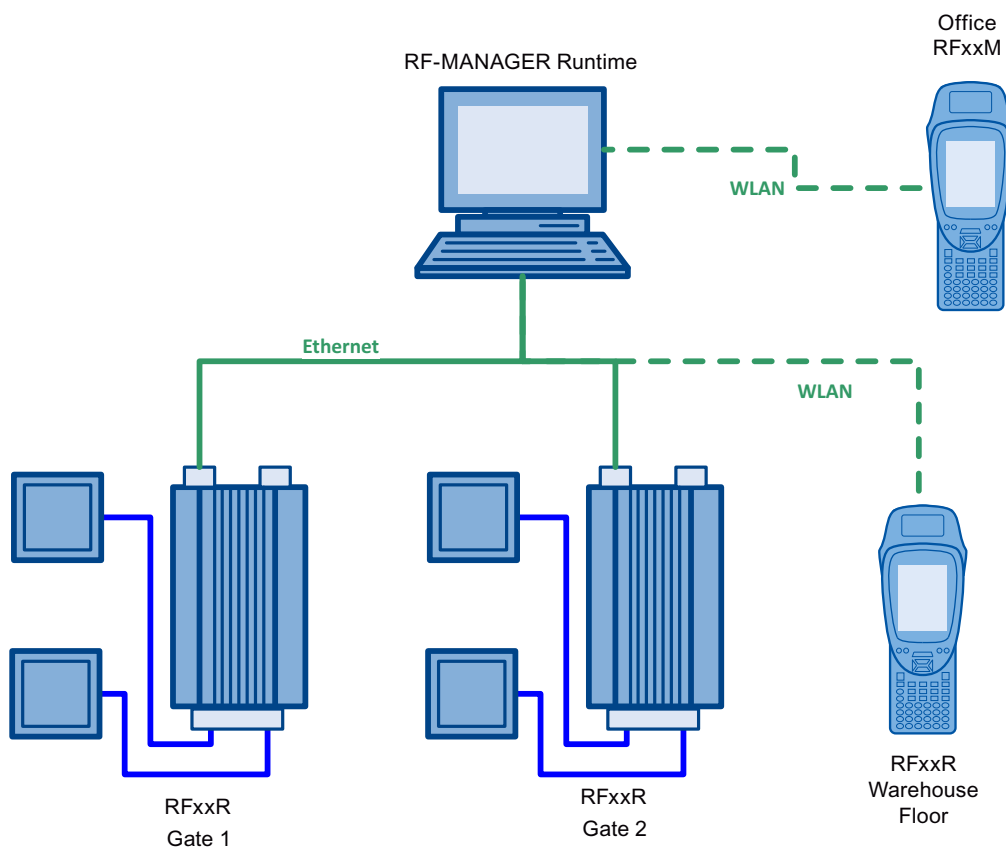 Office
RFxxM
RF-MANAGER Runtime
WLAN
Ethernet
WLAN
RFxxR
Gate 1
RFxxR
Gate 2
RFxxR
Warehouse
Floor